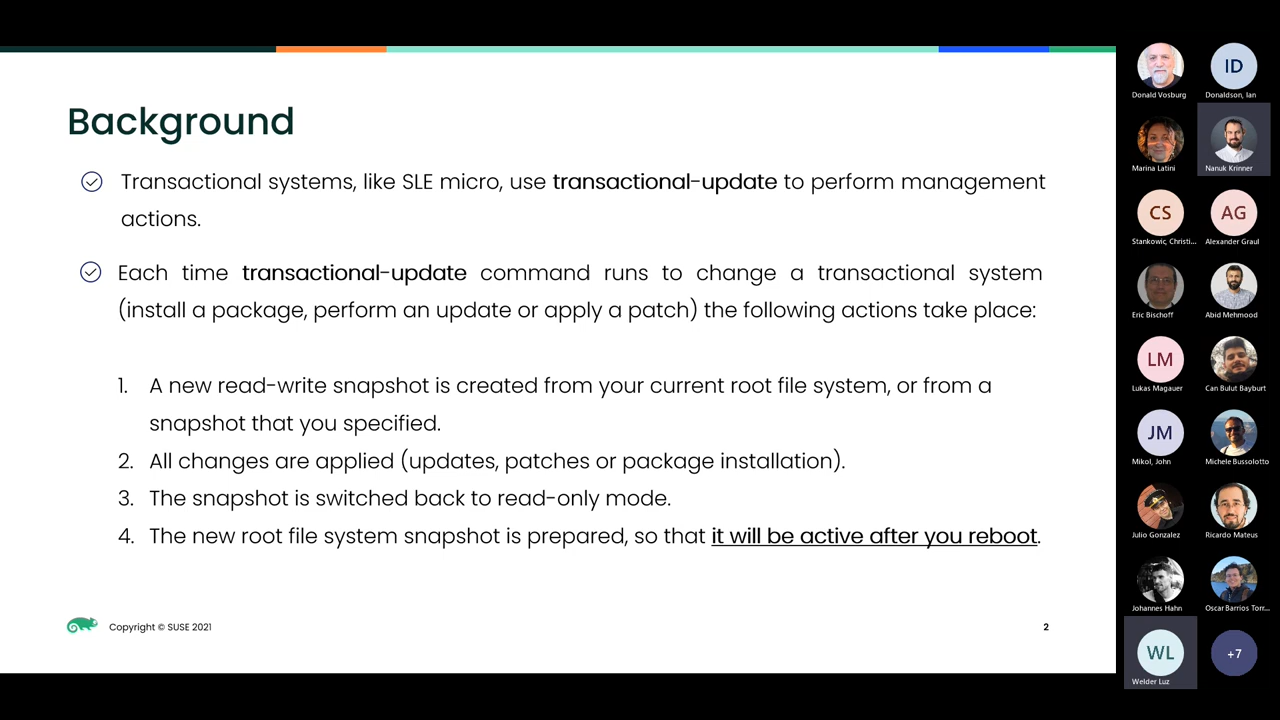 Background
Transactional systems, like SLE micro, use transactional-update to perform management
actions.
Each time transactional-update command runs to change a transactional system
(install a package, perform an update or apply a patch) the following actions take place:
1. A new read-write snapshot is created from your current root file system, or from a
snapshot that you specified.
2. All changes are applied (updates, patches or package installation).
3. The snapshot is switched back to read-only mode.
4. The new root file system snapshot is prepared, so that it will be active after you reboot.
Copyright © SUSE 2021
2
ID
Donald Vosburg
Donaldson, Ian
Marina Latini
Nanuk Krinner
CS
AG
Stankowic, Christi...
Alexander Graul
Eric Bischoff
Abid Mehmood
LM
Lukas Magauer
Can Bulut Bayburt
JM
Mikol, John
Michele Bussolotto
Julio Gonzalez
Ricardo Mateus
Johannes Hahn
Oscar Barrios Torr...
WL
+7
Welder Luz